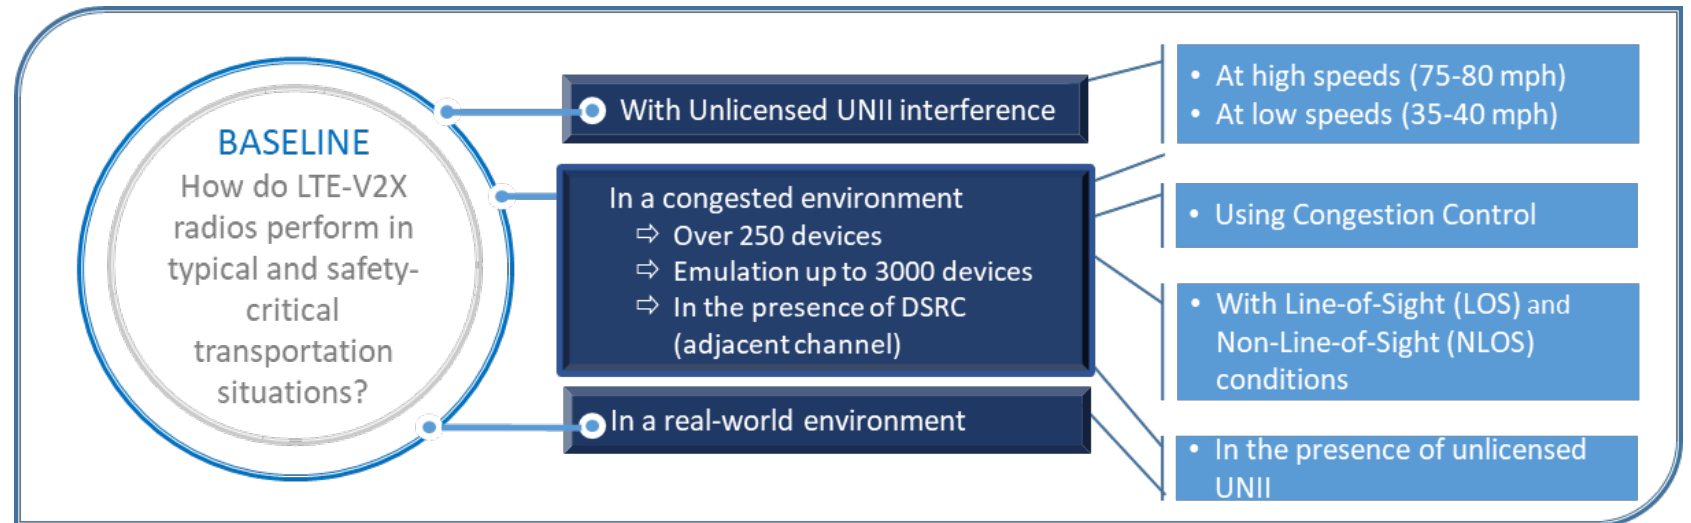 BASELINE
How do LTE-V2X
radios perform in
typical and safety-
critical
transportation
situations?
With Unlicensed UNII interference
In a congested environment
⇨ Over 250 devices
⇨ Emulation up to 3000 devices
⇨ In the presence of DSRC
(adjacent channel)
In a real-world environment
• At high speeds (75-80 mph)
• At low speeds (35-40 mph)
• Using Congestion Control
• With Line-of-Sight (LOS) and
Non-Line-of-Sight (NLOS)
conditions
• In the presence of unlicensed
UNII